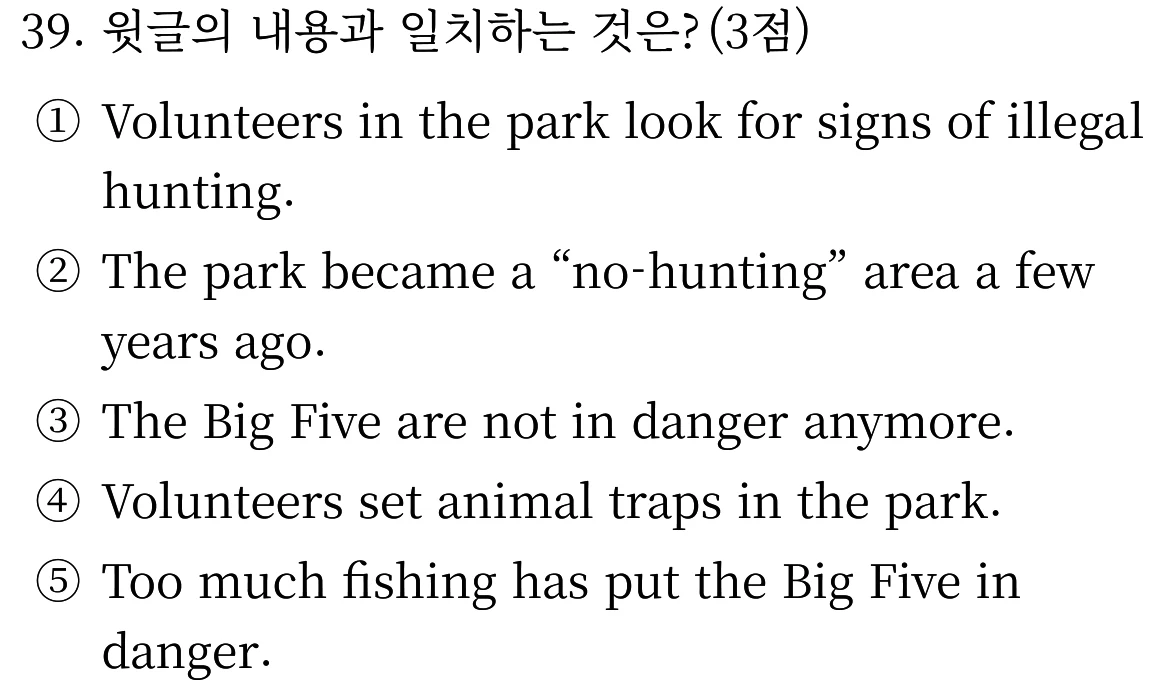 39. 윗글의 내용과 일치하는 것은? (3점)
① Volunteers in the park look for signs of illegal
hunting.
② The park became a “no-hunting” area a few
years ago.
③ The Big Five are not in danger anymore.
④ Volunteers set animal traps in the park.
⑤ Too much fishing has put the Big Five in
danger.